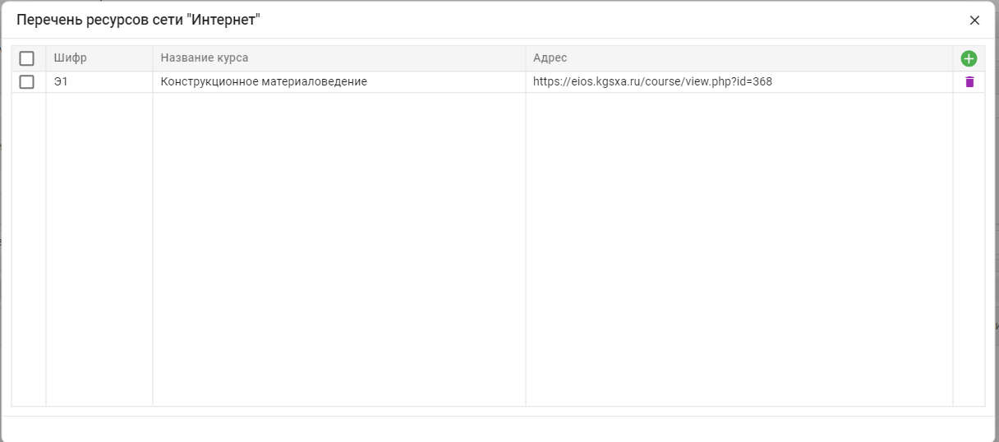 Перечень ресурсов сети "Интернет"
Шифр Название курса Адрес
Э1 Конструкционное материаловедение https://eios.kgsxa.ru/course/view.php?id=368